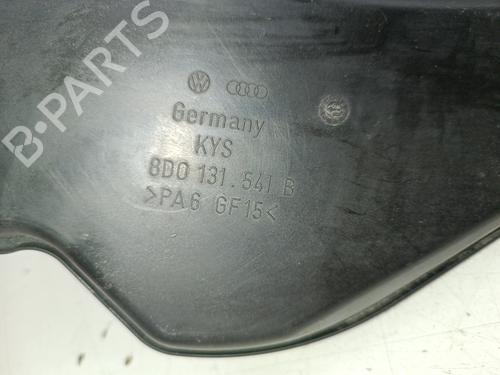 B-PARTS
Germany
KYS
8D0 131.541 B
>PA6 GF15<